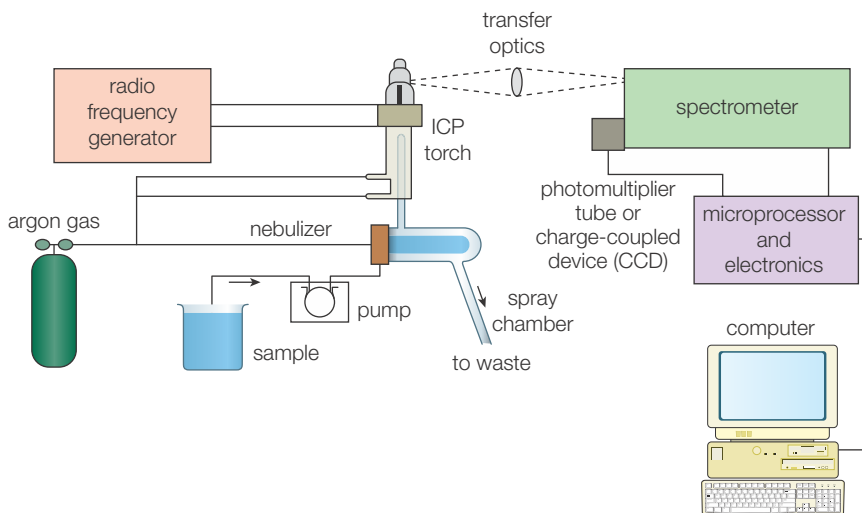 transfer
optics
radio
frequency
generator
spectrometer
ICP
torch
photomultiplier
tube or
charge-coupled
device (CCD)
microprocessor
and
electronics
argon gas
nebulizer
pump
spray
chamber
sample
to waste
computer